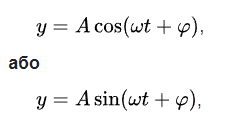 y = A cos(ωt + φ),
або
y = A sin(ωt + φ),